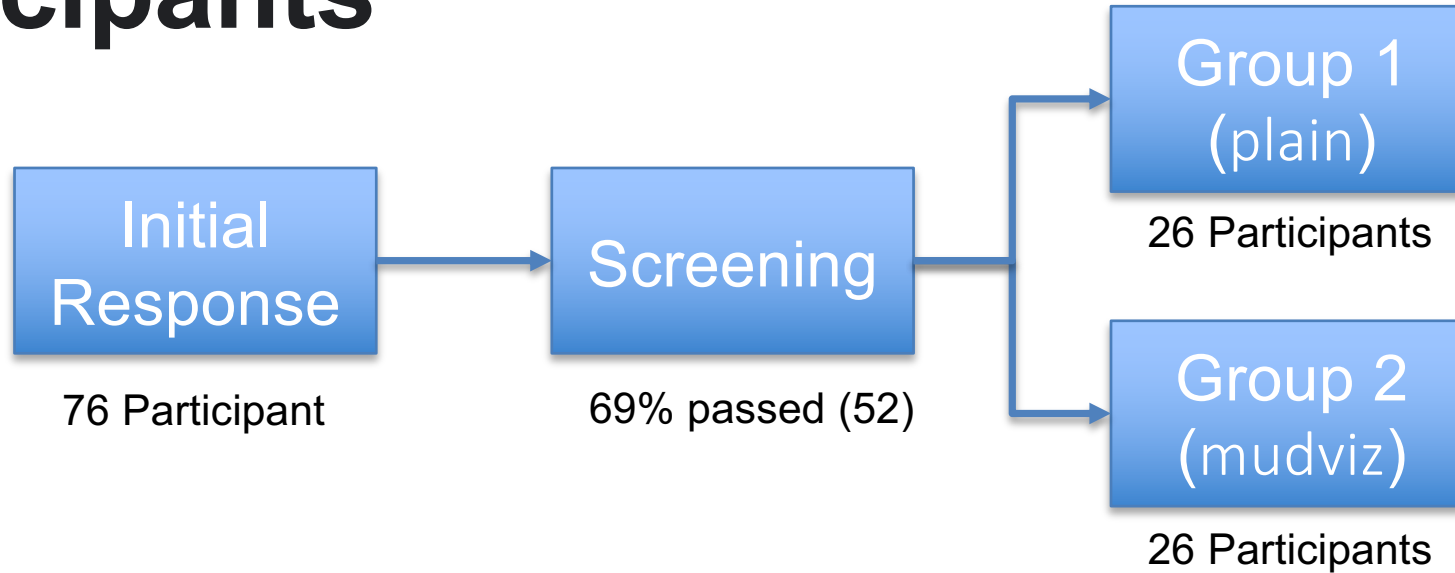 cipants
Initial
Response
76 Participant
Screening
69% passed (52)
Group 1
(plain)
26 Participants
Group 2
(mudviz)
26 Participants